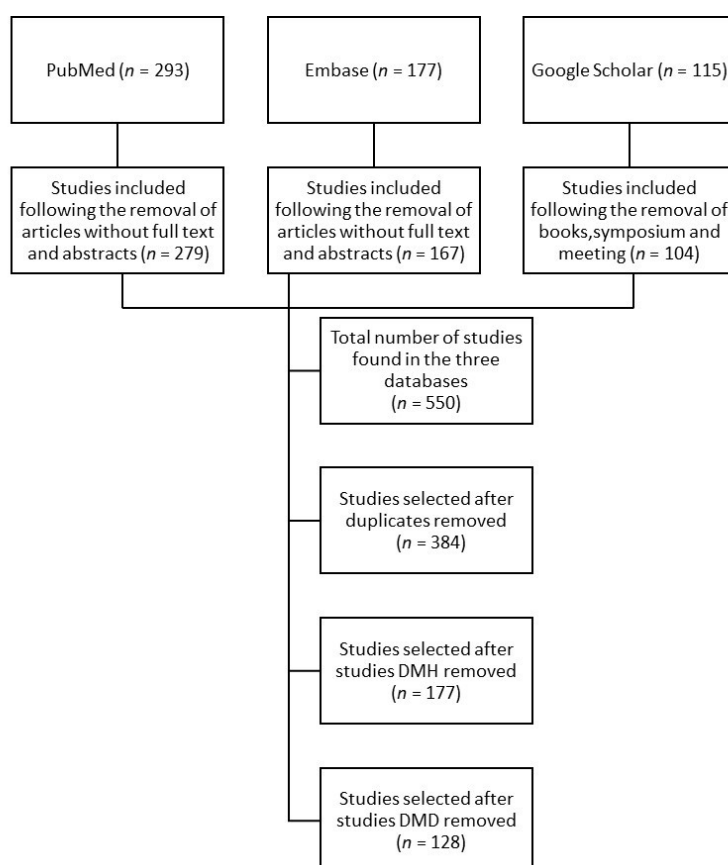 PubMed (n = 293)
Embase (n = 177)
Google Scholar (n = 115)
Studies included
following the removal of
articles without full text
and abstracts (n = 279)
Studies included
following the removal of
articles without full text
and abstracts (n = 167)
Studies included
following the removal of
books,symposium and
meeting (n = 104)
Total number of studies
found in the three
databases
(n = 550)
Studies selected after
duplicates removed
(n = 384)
Studies selected after
studies DMH removed
(n = 177)
Studies selected after
studies DMD removed
(n = 128)